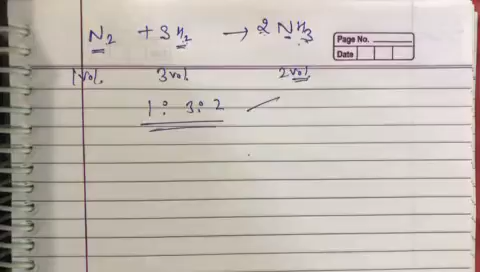 N₂ + 3H₂ → 2NH₃
Page No.
Date
1 vol. 3 vol 2 vol
1 : 3 : 2